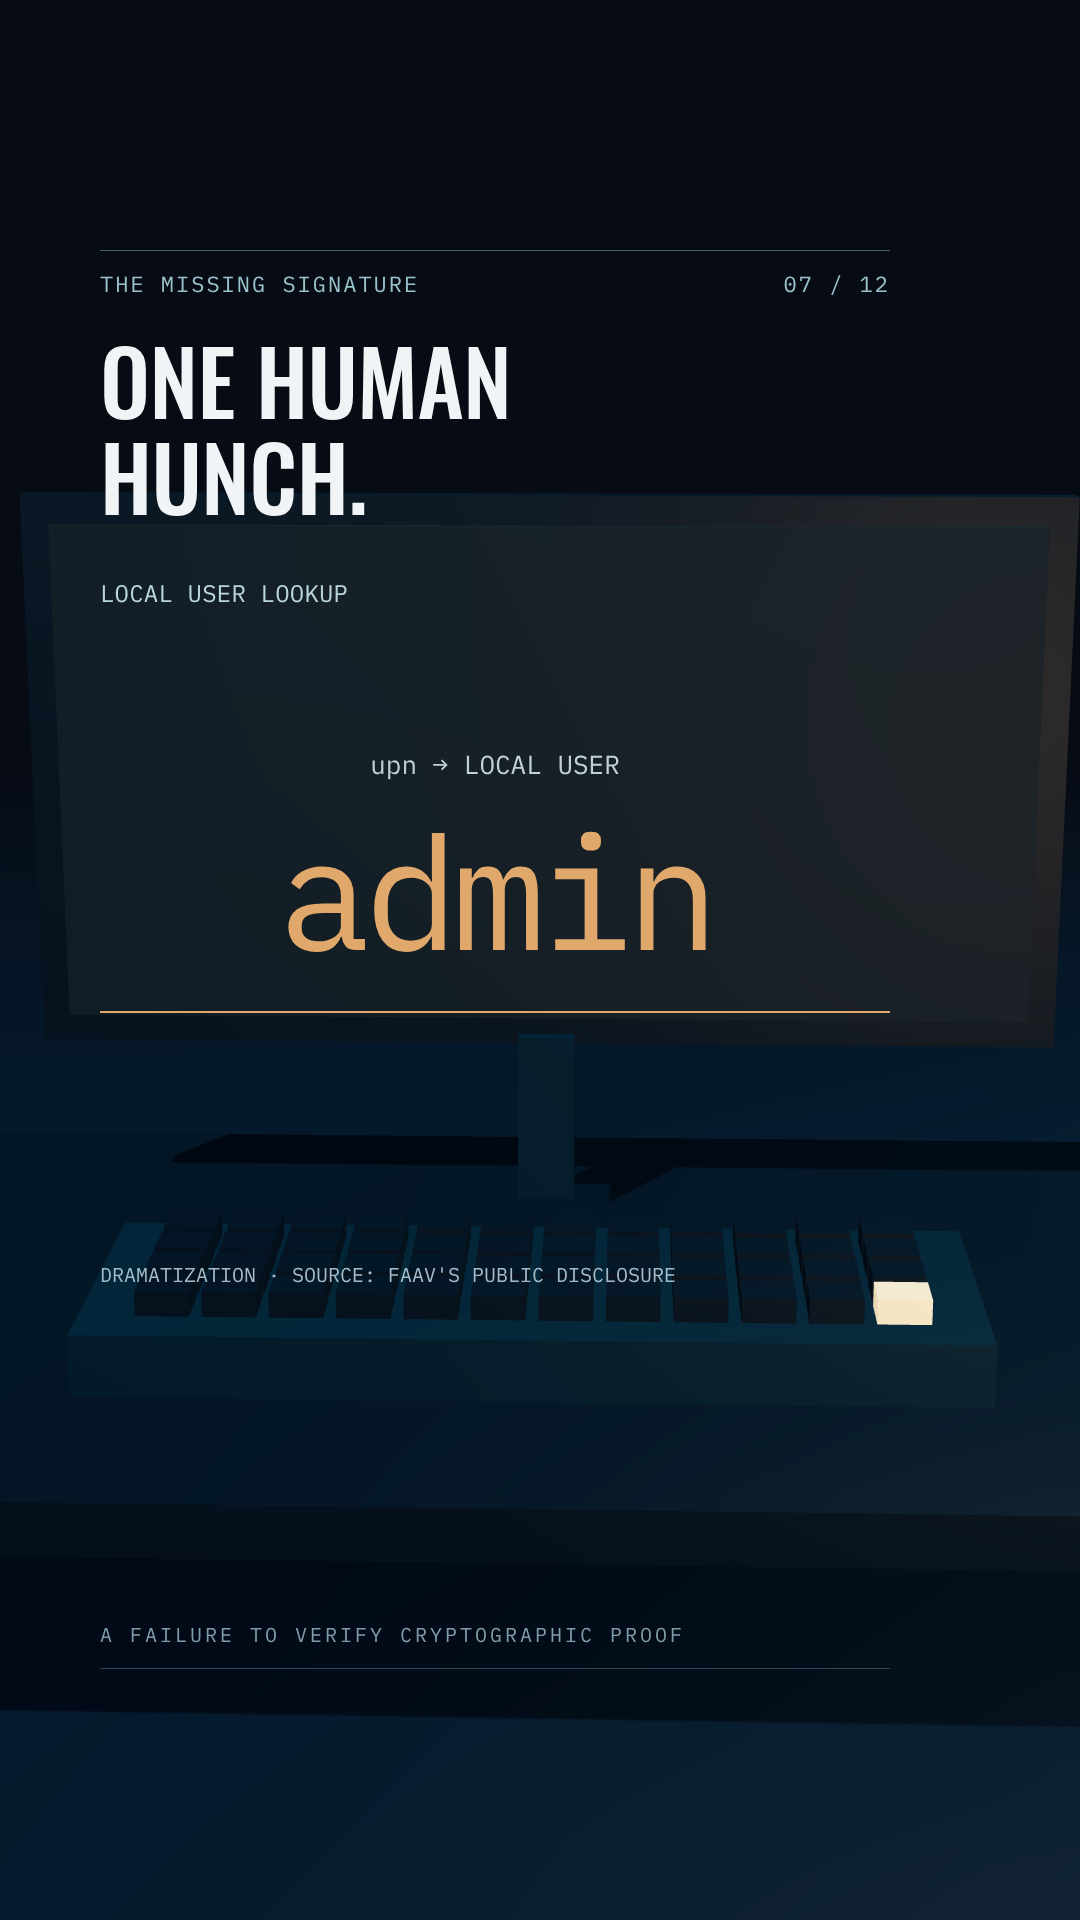 THE MISSING SIGNATURE
07 / 12
ONE HUMAN
HUNCH.
LOCAL USER LOOKUP
upn → LOCAL USER
admin
DRAMATIZATION · SOURCE: FAAV'S PUBLIC DISCLOSURE
A FAILURE TO VERIFY CRYPTOGRAPHIC PROOF